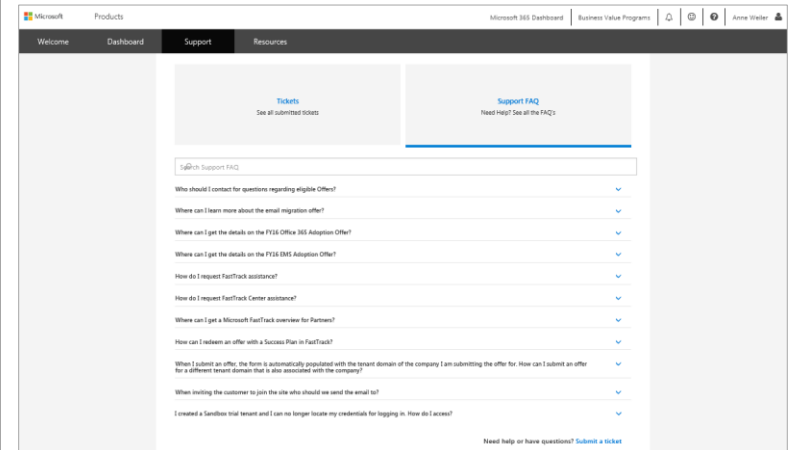 Microsoft Products Microsoft 365 Dashboard Business Value Programs Anne Weiler
Welcome Dashboard Support Resources
Tickets
See all submitted tickets
Support FAQ
Need Help? See all the FAQ's
Search Support FAQ
Who should I contact for questions regarding eligible Offers?
Where can I learn more about the email migration offer?
Where can I get the details on the FY16 Office 365 Adoption Offer?
Where can I get the details on the FY16 EMS Adoption Offer?
How do I request FastTrack assistance?
How do I request FastTrack Center assistance?
Where can I get a Microsoft FastTrack overview for Partners?
How can I redeem an offer with a Success Plan in FastTrack?
When I submit an offer, the form is automatically populated with the tenant domain of the company I am submitting the offer for. How can I submit an offer
for a different tenant domain that is also associated with the company?
When inviting the customer to join the site who should we send the email to?
I created a Sandbox trial tenant and I can no longer locate my credentials for logging in. How do I access?
Need help or have questions? Submit a ticket